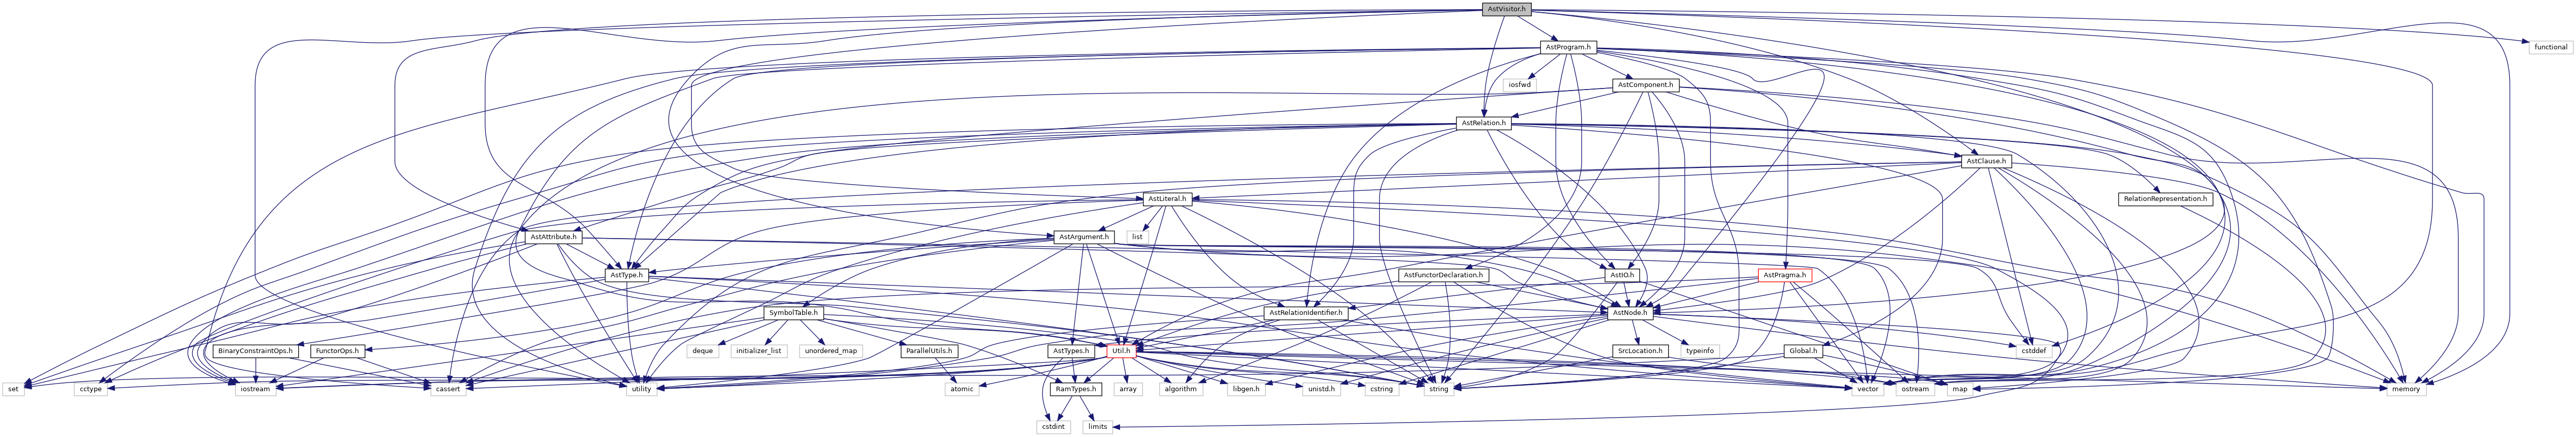 AstVisitor.h
AstProgram.h
functional
iosfwd
AstComponent.h
AstRelation.h
AstClause.h
AstLiteral.h
RelationRepresentation.h
AstAttribute.h
AstArgument.h
list
AstType.h
AstFunctorDeclaration.h
AstIO.h
AstPragma.h
SymbolTable.h
AstRelationIdentifier.h
AstNode.h
BinaryConstraintOps.h
FunctorOps.h
deque
initializer_list
unordered_map
ParallelUtils.h
AstTypes.h
Util.h
SrcLocation.h
typeinfo
Global.h
cstddef
set
cctype
iostream
cassert
utility
atomic
RamTypes.h
array
algorithm
libgen.h
unistd.h
cstring
string
vector
ostream
map
memory
cstdint
limits